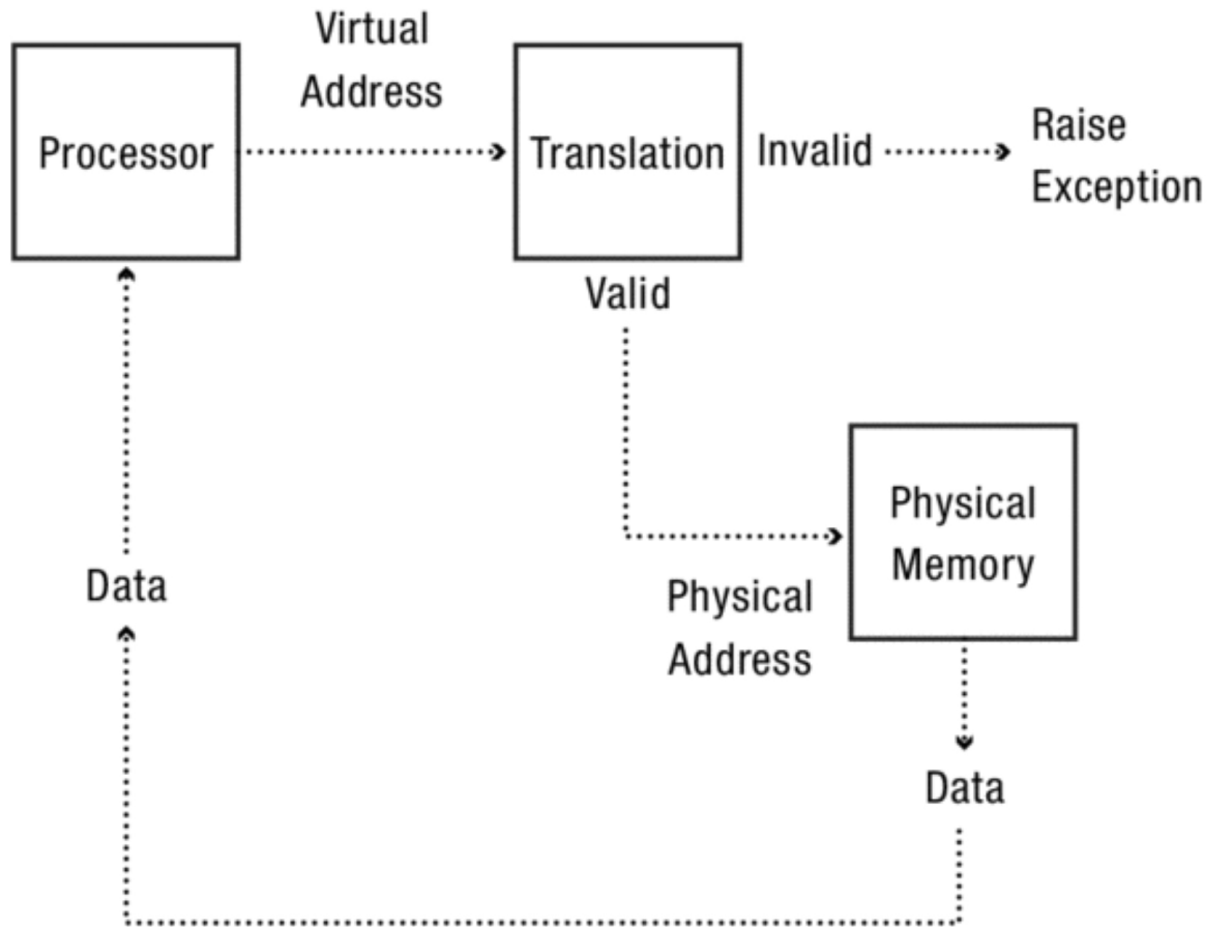 Virtual
Address
Processor
Translation
Invalid
Raise
Exception
Valid
Physical
Memory
Physical
Address
Data
Data